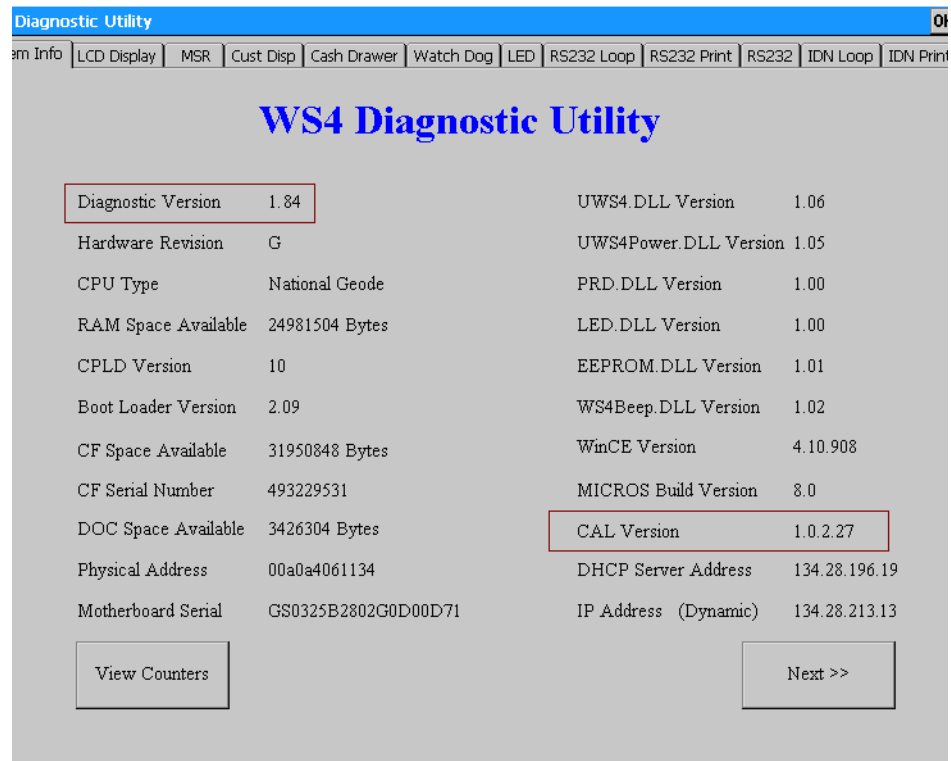 Diagnostic Utility
em Info LCD Display MSR Cust Disp Cash Drawer Watch Dog LED RS232 Loop RS232 Print RS232 IDN Loop IDN Print
WS4 Diagnostic Utility
Diagnostic Version 1.84 UWS4.DLL Version 1.06
Hardware Revision G UWS4Power.DLL Version 1.05
CPU Type National Geode PRD.DLL Version 1.00
RAM Space Available 24981504 Bytes LED.DLL Version 1.00
CPLD Version 10 EEPROM.DLL Version 1.01
Boot Loader Version 2.09 WS4Beep.DLL Version 1.02
CF Space Available 31950848 Bytes WinCE Version 4.10.908
CF Serial Number 493229531 MICROS Build Version 8.0
DOC Space Available 3426304 Bytes CAL Version 1.0.2.27
Physical Address 00a0a4061134 DHCP Server Address 134.28.196.19
Motherboard Serial GS0325B2802G0D00D71 IP Address (Dynamic) 134.28.213.13
View Counters Next >>